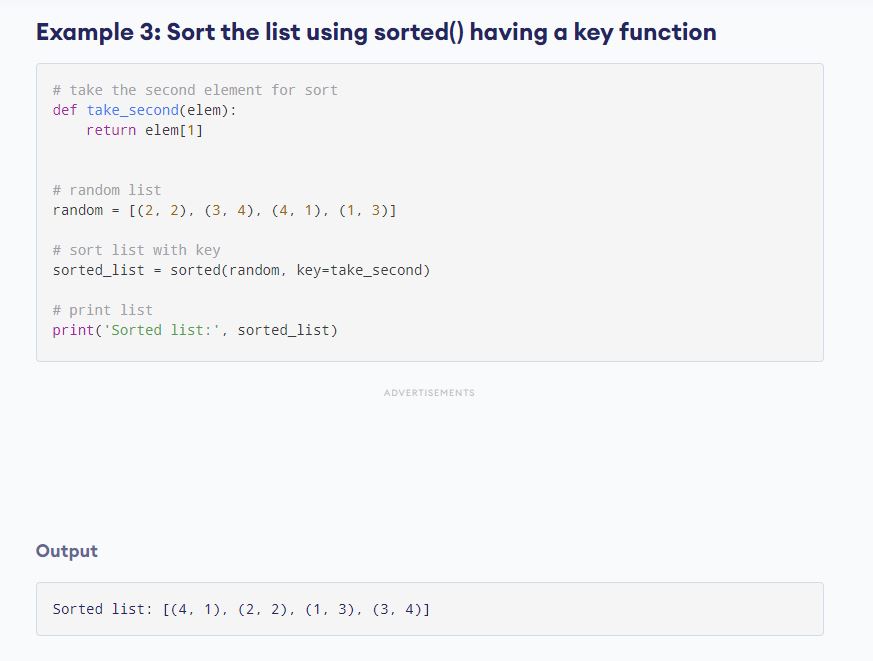 Example 3: Sort the list using sorted() having a key function
# take the second element for sort
def take_second(elem):
    return elem[1]
# random list
random = [(2, 2), (3, 4), (4, 1), (1, 3)]
# sort list with key
sorted_list = sorted(random, key=take_second)
# print list
print('Sorted list:', sorted_list)
ADVERTISEMENTS
Output
Sorted list: [(4, 1), (2, 2), (1, 3), (3, 4)]